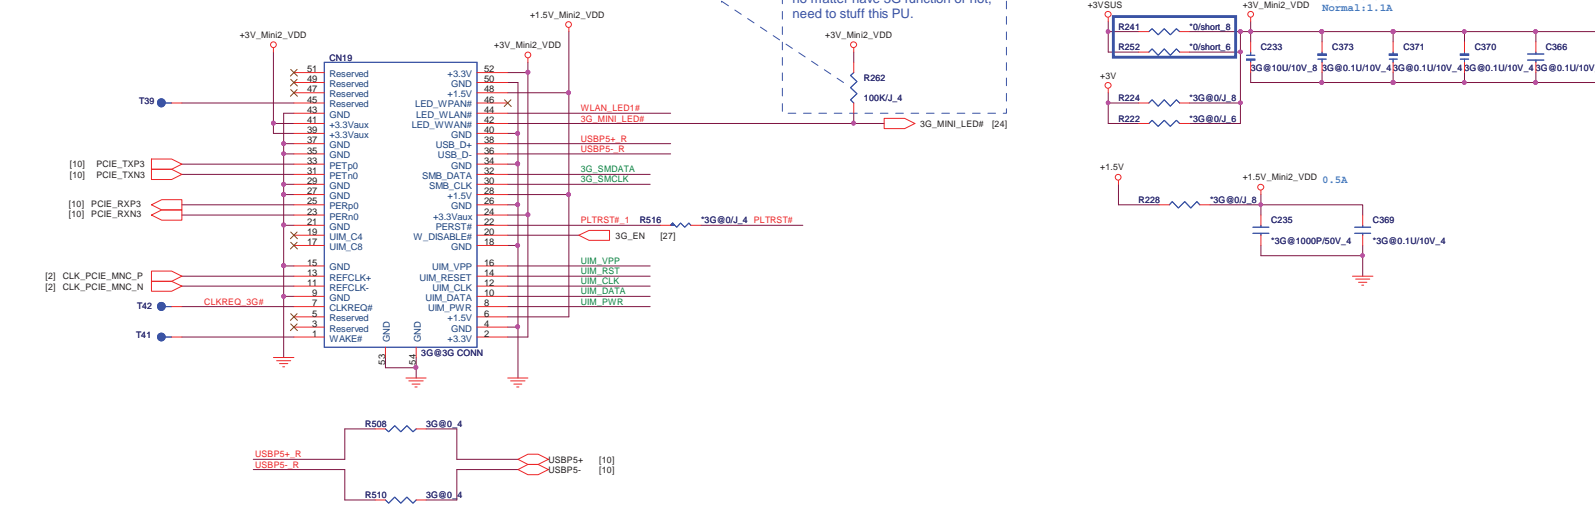 no matter have 3G function or not,
need to stuff this PU.
+1.5V_Mini2_VDD
+3V_Mini2_VDD
+3V_Mini2_VDD
+3V_Mini2_VDD
R262
100K/J_4
CN19
51 Reserved +3.3V 52
49 Reserved GND 50
47 Reserved +1.5V 48
T39 45 Reserved LED_WPAN# 46
43 GND LED_WLAN# 44 WLAN_LED1#
41 +3.3Vaux LED_WWAN# 42 3G_MINI_LED# 3G_MINI_LED# [24]
39 +3.3Vaux GND 40
37 GND USB_D+ 38 USBP5+_R
35 GND USB_D- 36 USBP5-_R
[10] PCIE_TXP3 33 PETp0 GND 34
[10] PCIE_TXN3 31 PETn0 SMB_DATA 32 3G_SMDATA
29 GND SMB_CLK 30 3G_SMCLK
27 GND +1.5V 28
[10] PCIE_RXP3 25 PERp0 GND 26
[10] PCIE_RXN3 23 PERn0 +3.3Vaux 24
21 GND PERST# 22 PLTRST#_1 R516 *3G@0/J_4 PLTRST#
19 UIM_C4 W_DISABLE# 20 3G_EN [27]
17 UIM_C8 GND 18
15 GND UIM_VPP 16 UIM_VPP
[2] CLK_PCIE_MNC_P 13 REFCLK+ UIM_RESET 14 UIM_RST
[2] CLK_PCIE_MNC_N 11 REFCLK- UIM_CLK 12 UIM_CLK
9 GND UIM_DATA 10 UIM_DATA
T42 CLKREQ_3G# 7 CLKREQ# UIM_PWR 8 UIM_PWR
5 Reserved +1.5V 6
3 Reserved GND 4
T41 1 WAKE# +3.3V 2
GND GND
53 54
3G@3G CONN
R508 3G@0_4
USBP5+_R USBP5+ [10]
USBP5-_R USBP5- [10]
R510 3G@0_4
+3VSUS +3V_Mini2_VDD Normal:1.1A
R241 *0/short_8
R252 *0/short_6
C233 C373 C371 C370 C366
3G@10U/10V_8 3G@0.1U/10V_4 3G@0.1U/10V_4 3G@0.1U/10V_4 3G@0.1U/10V
+3V
R224 *3G@0/J_8
R222 *3G@0/J_6
+1.5V
+1.5V_Mini2_VDD 0.5A
R228 *3G@0/J_8
C235 C369
*3G@1000P/50V_4 *3G@0.1U/10V_4